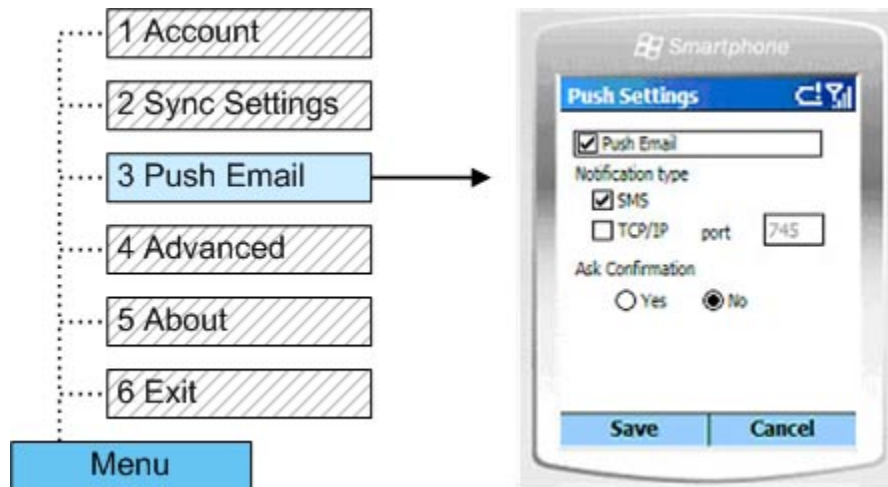 1 Account
2 Sync Settings
3 Push Email
4 Advanced
5 About
6 Exit
Menu
Smartphone
Push Settings
Push Email
Notification type
SMS
TCP/IP port 745
Ask Confirmation
Yes No
Save Cancel